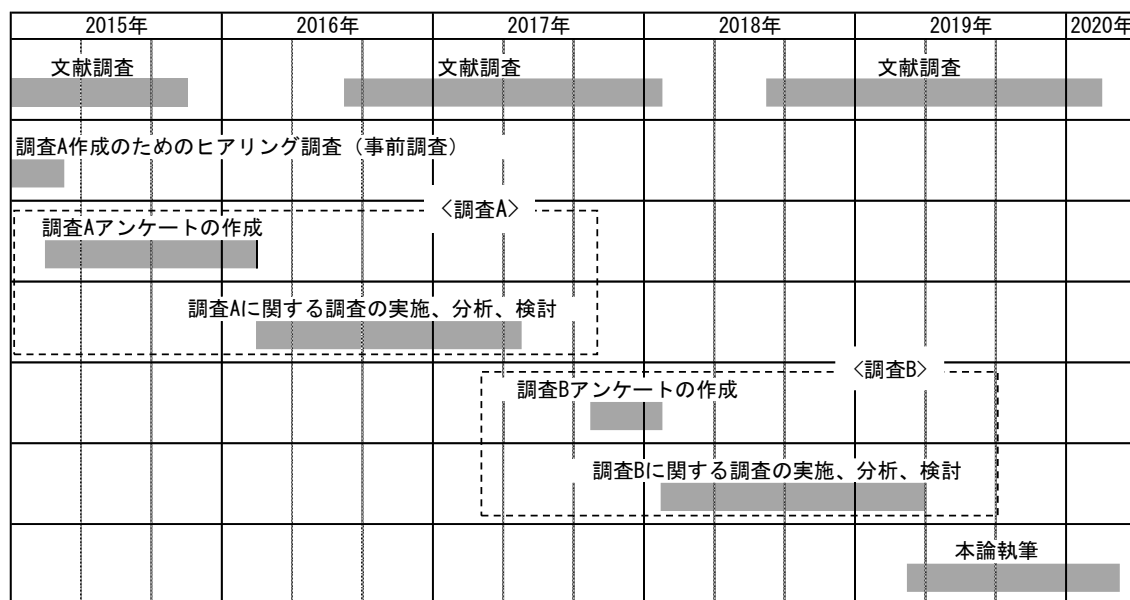 2015年 2016年 2017年 2018年 2019年 2020年
文献調査 文献調査 文献調査
調査A作成のためのヒアリング調査（事前調査）
<調査A>
調査Aアンケートの作成
調査Aに関する調査の実施、分析、検討
<調査B>
調査Bアンケートの作成
調査Bに関する調査の実施、分析、検討
本論執筆